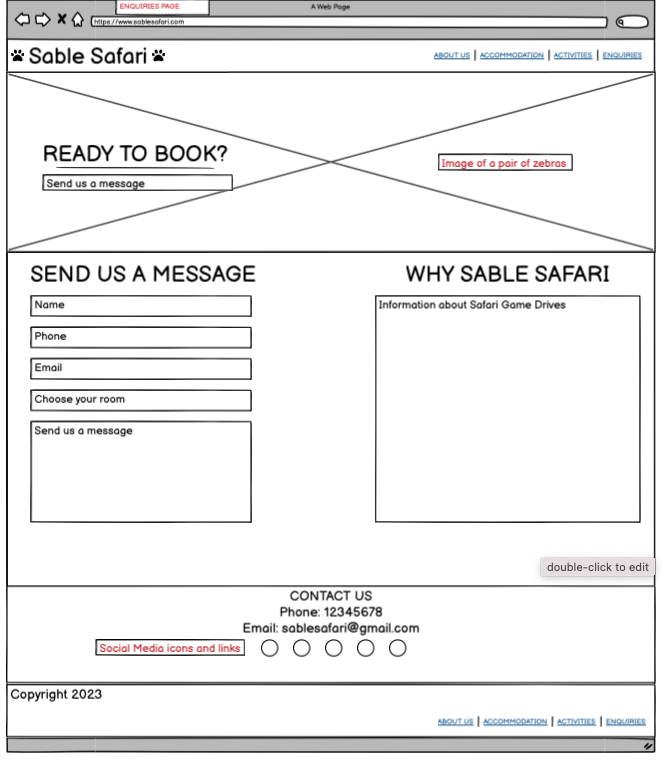 ENQUIRIES PAGE
A Web Page
https://www.sablesafari.com
Sable Safari
ABOUT US | ACCOMMODATION | ACTIVITIES | ENQUIRIES
READY TO BOOK?
Send us a message
Image of a pair of zebras
SEND US A MESSAGE
Name
Phone
Email
Choose your room
Send us a message
WHY SABLE SAFARI
Information about Safari Game Drives
double-click to edit
CONTACT US
Phone: 12345678
Email: sablesafari@gmail.com
Social Media icons and links
Copyright 2023
ABOUT US | ACCOMMODATION | ACTIVITIES | ENQUIRIES